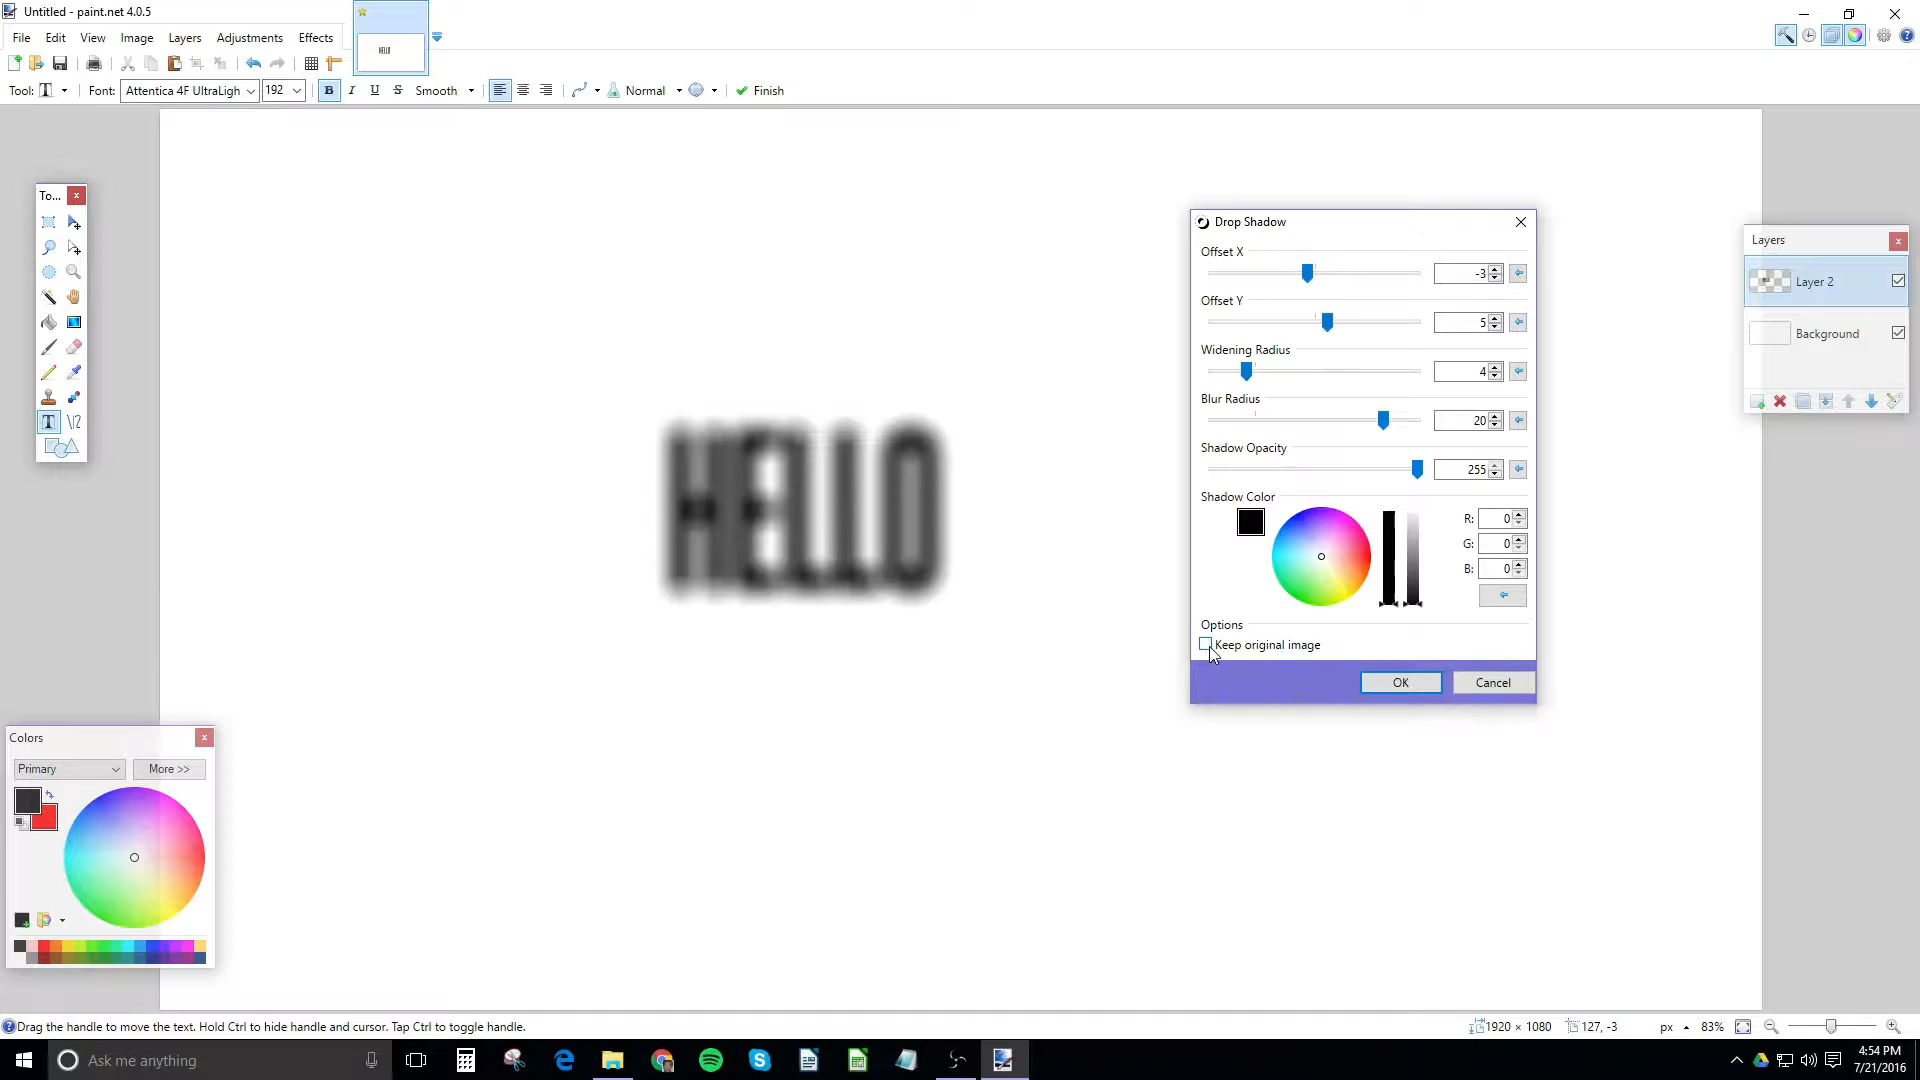 Untitled - paint.net 4.0.5
File Edit View Image Layers Adjustments Effects
HELLO
Tool: T Font: Attentica 4F UltraLigh 192 B I U S Smooth Normal Finish
To...
HELLO
Drop Shadow
Offset X
-3
Offset Y
5
Widening Radius
4
Blur Radius
20
Shadow Opacity
255
Shadow Color
R: 0
G: 0
B: 0
Options
Keep original image
OK Cancel
Layers
Layer 2
Background
Colors
Primary More >>
Drag the handle to move the text. Hold Ctrl to hide handle and cursor. Tap Ctrl to toggle handle.
1920 × 1080 127, -3 px 83%
Ask me anything
4:54 PM
7/21/2016